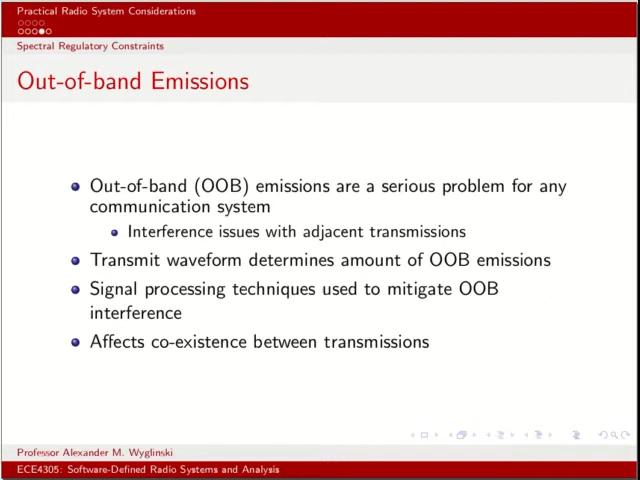 Practical Radio System Considerations
Spectral Regulatory Constraints
Out-of-band Emissions
Out-of-band (OOB) emissions are a serious problem for any
communication system
Interference issues with adjacent transmissions
Transmit waveform determines amount of OOB emissions
Signal processing techniques used to mitigate OOB
interference
Affects co-existence between transmissions
Professor Alexander M. Wyglinski
ECE4305: Software-Defined Radio Systems and Analysis